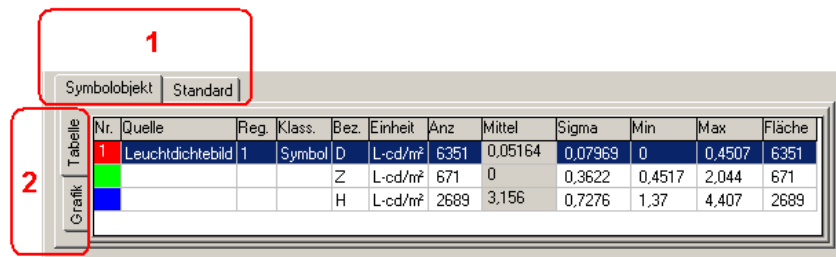 1
Symbolobjekt Standard
2
Tabelle
Grafik
Nr. Quelle Reg. Klass. Bez. Einheit Anz Mittel Sigma Min Max Fläche
1 Leuchtdichtebild 1 Symbol D L-cd/m² 6351 0,05164 0,07969 0 0,4507 6351
Z L-cd/m² 671 0 0,3622 0,4517 2,044 671
H L-cd/m² 2689 3,156 0,7276 1,37 4,407 2689